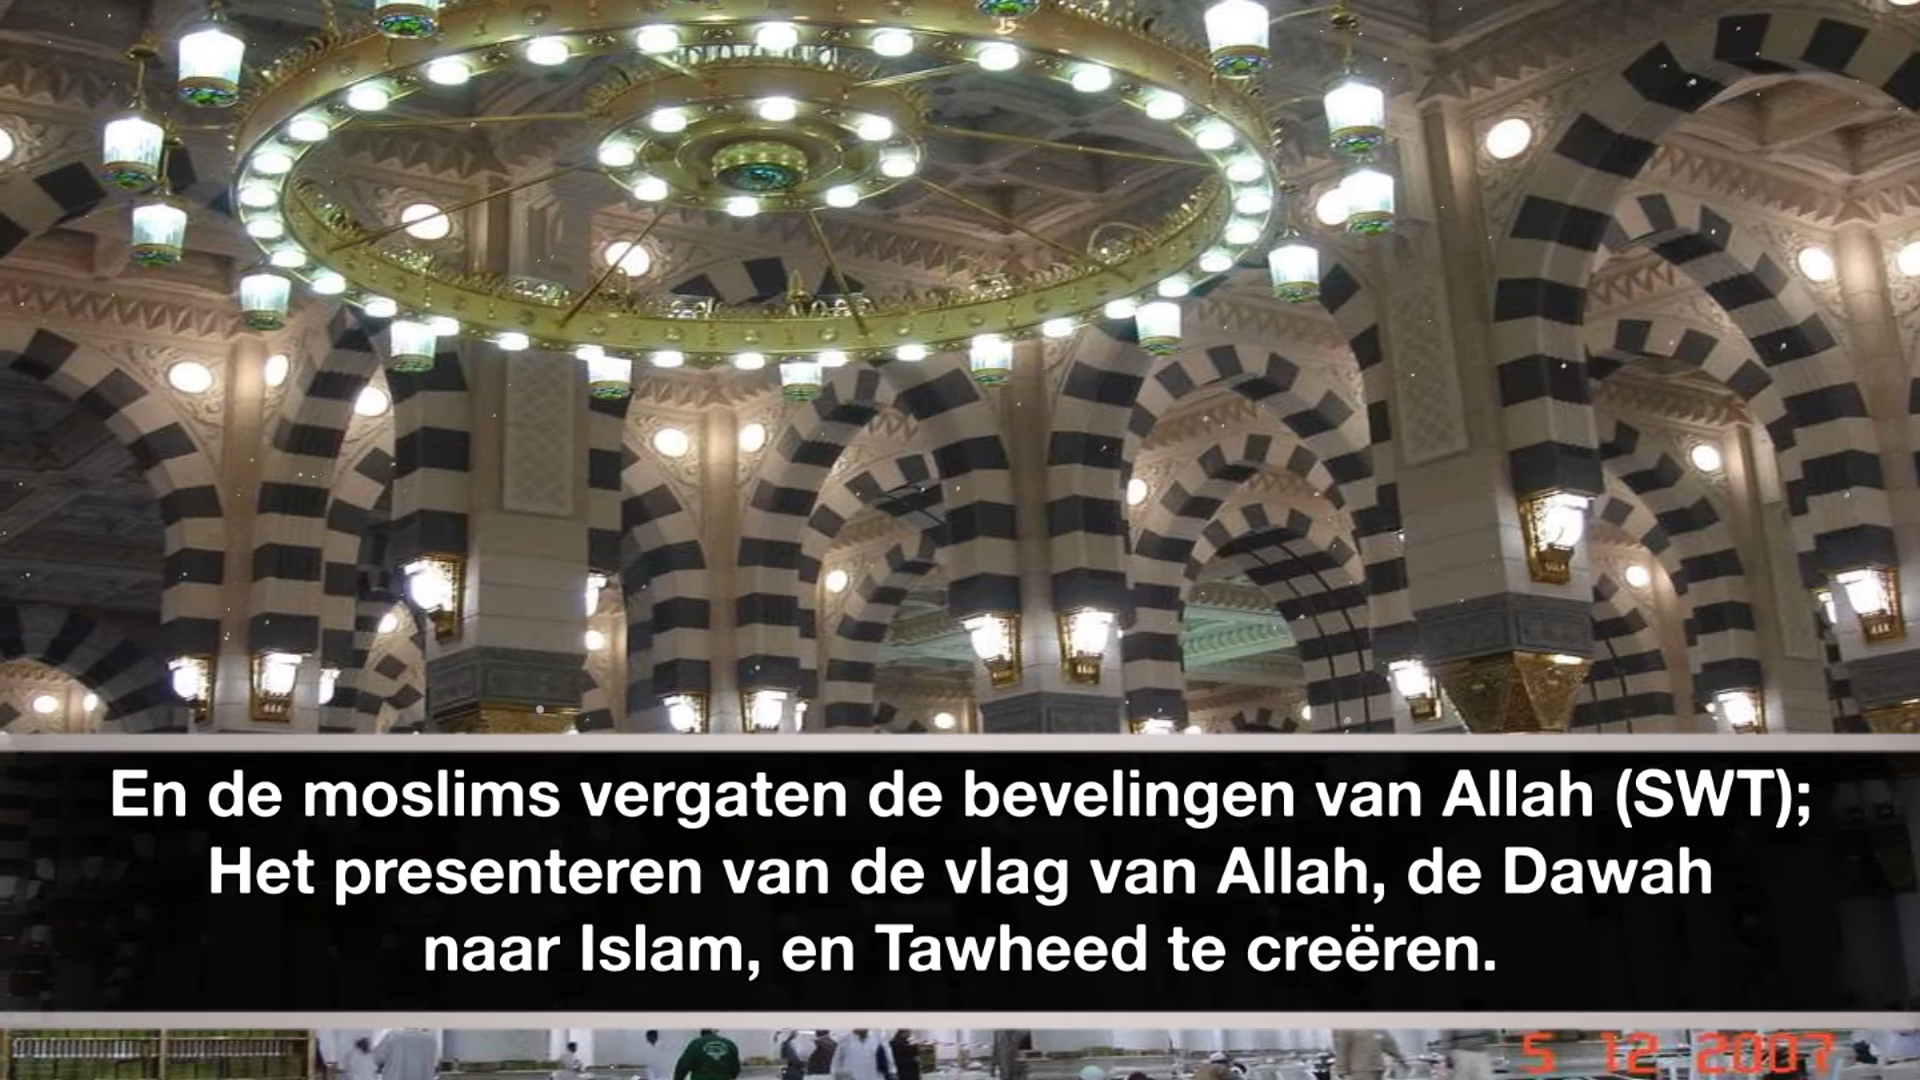 En de moslims vergaten de bevelingen van Allah (SWT);
Het presenteren van de vlag van Allah, de Dawah
naar Islam, en Tawheed te creëren.
5 12 2007